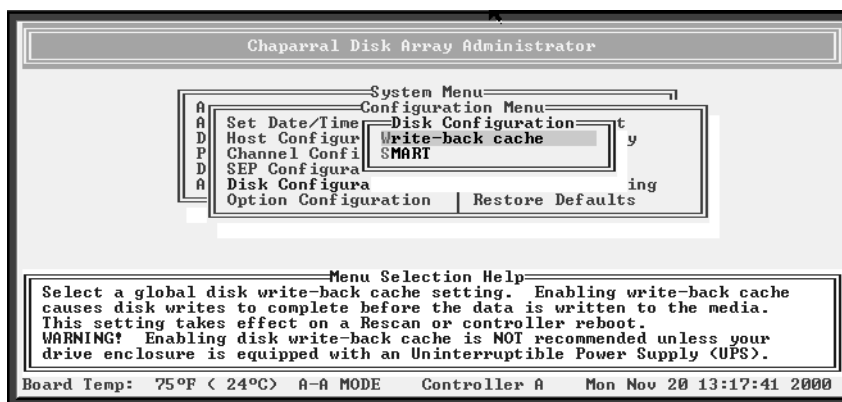 Chaparral Disk Array Administrator
System Menu
Configuration Menu
A
A Set Date/Time Disk Configuration t
D Host Configur Write-back cache y
P Channel Confi SMART
D SEP Configura
A Disk Configura ing
Option Configuration Restore Defaults
Menu Selection Help
Select a global disk write-back cache setting. Enabling write-back cache
causes disk writes to complete before the data is written to the media.
This setting takes effect on a Rescan or controller reboot.
WARNING! Enabling disk write-back cache is NOT recommended unless your
drive enclosure is equipped with an Uninterruptible Power Supply (UPS).
Board Temp: 75ºF ( 24ºC) A-A MODE Controller A Mon Nov 20 13:17:41 2000